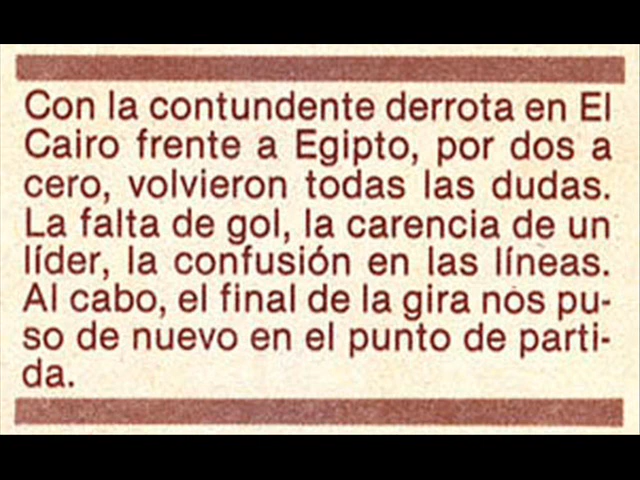 Con la contundente derrota en El
Cairo frente a Egipto, por dos a
cero, volvieron todas las dudas.
La falta de gol, la carencia de un
líder, la confusión en las líneas.
Al cabo, el final de la gira nos pu-
so de nuevo en el punto de parti-
da.